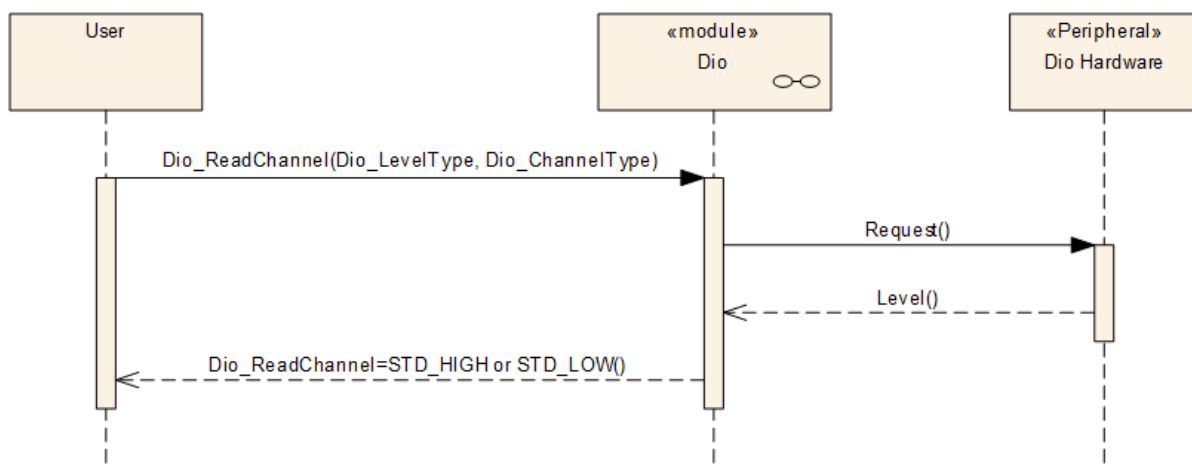 User
«module»
Dio
«Peripheral»
Dio Hardware
Dio_ReadChannel(Dio_LevelType, Dio_ChannelType)
Request()
Level()
Dio_ReadChannel=STD_HIGH or STD_LOW()